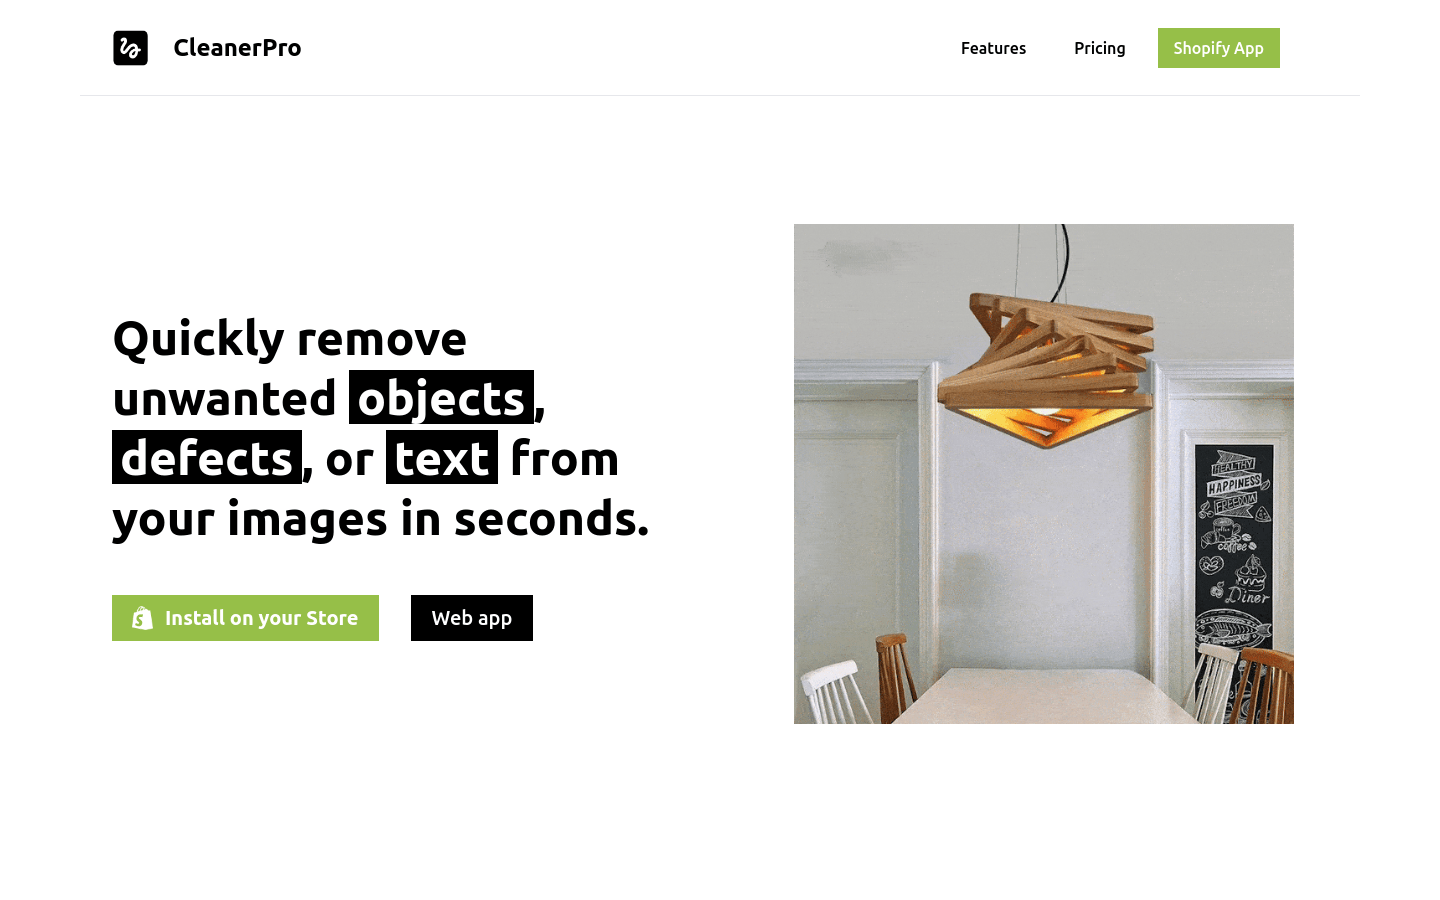 CleanerPro
Features
Pricing
Shopify App
Quickly remove
unwanted objects,
defects, or text from
your images in seconds.
Install on your Store
Web app
HEALTHY
HAPPINESS
FREEDOM
coffee
Diner